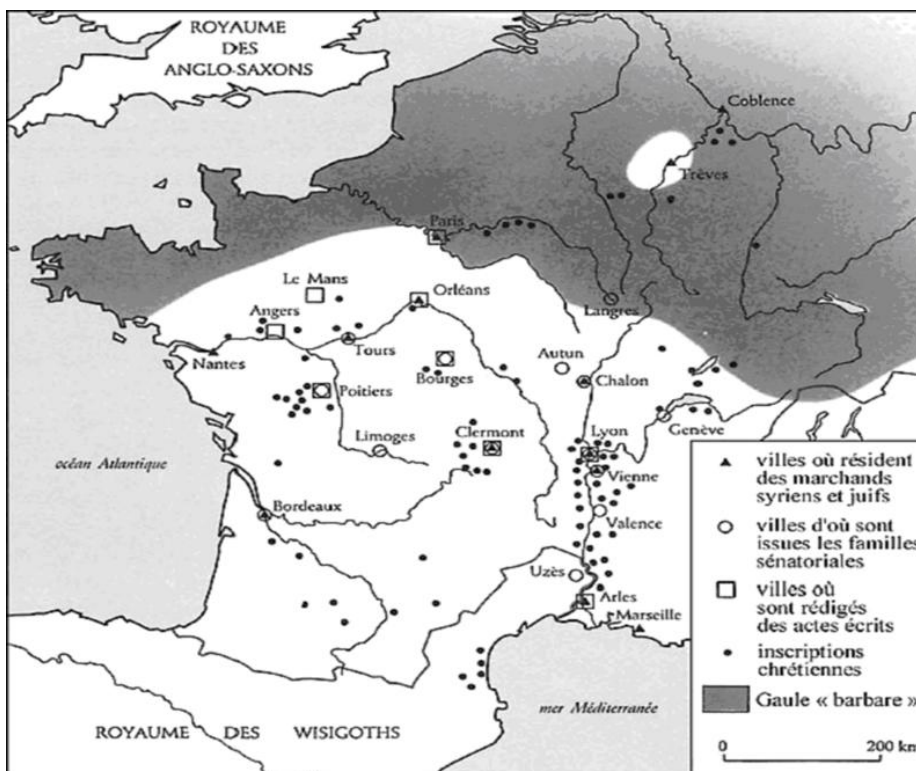 ROYAUME
DES
ANGLO-SAXONS
Coblence
Trèves
Paris
Le Mans
Orléans
Langres
Angers
Tours
Autun
Nantes
Bourges
Chalon
Poitiers
Genève
Limoges
Clermont
Lyon
océan Atlantique
Vienne
Bordeaux
Valence
Uzès
Arles
Marseille
mer Méditerranée
ROYAUME DES WISIGOTHS
villes où résident
des marchands
syriens et juifs
villes d'où sont
issues les familles
sénatoriales
villes où
sont rédigés
des actes écrits
inscriptions
chrétiennes
Gaule « barbare »
0 200 km